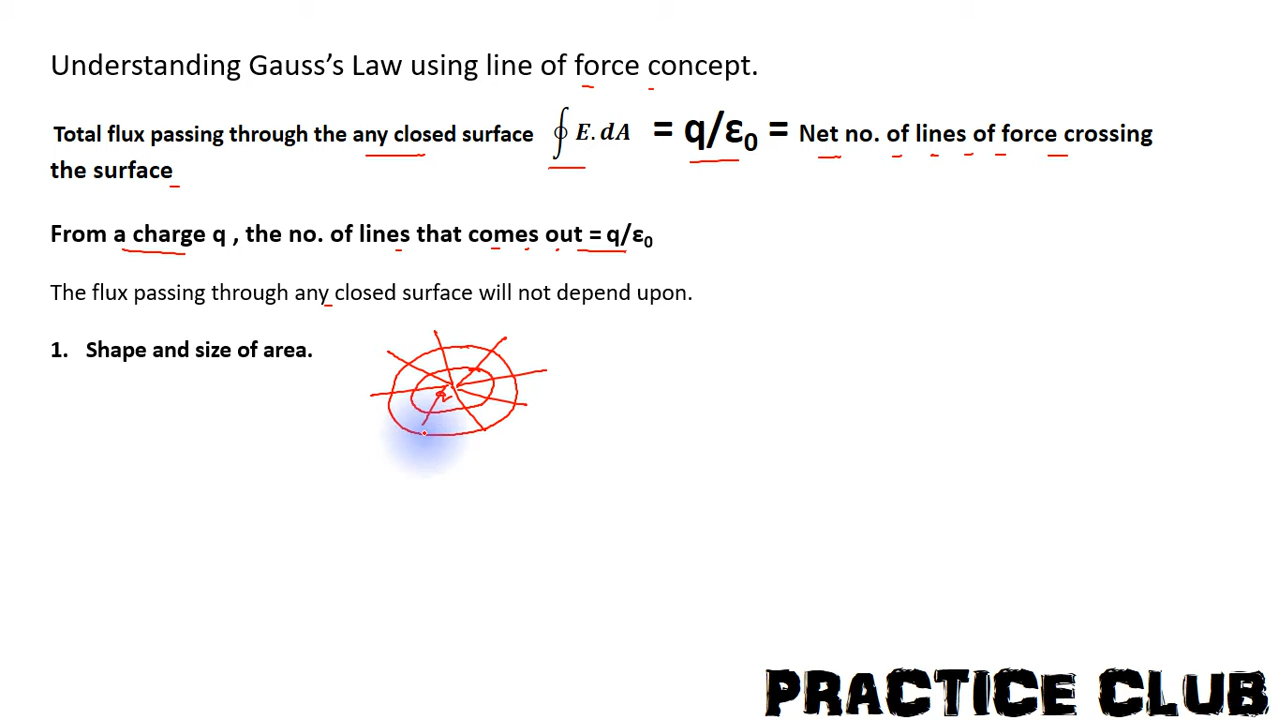 Understanding Gauss's Law using line of force concept.
Total flux passing through the any closed surface ∮ E.dA = q/ε₀ = Net no. of lines of force crossing
the surface
From a charge q , the no. of lines that comes out = q/ε₀
The flux passing through any closed surface will not depend upon.
1. Shape and size of area.
PRACTICE CLUB